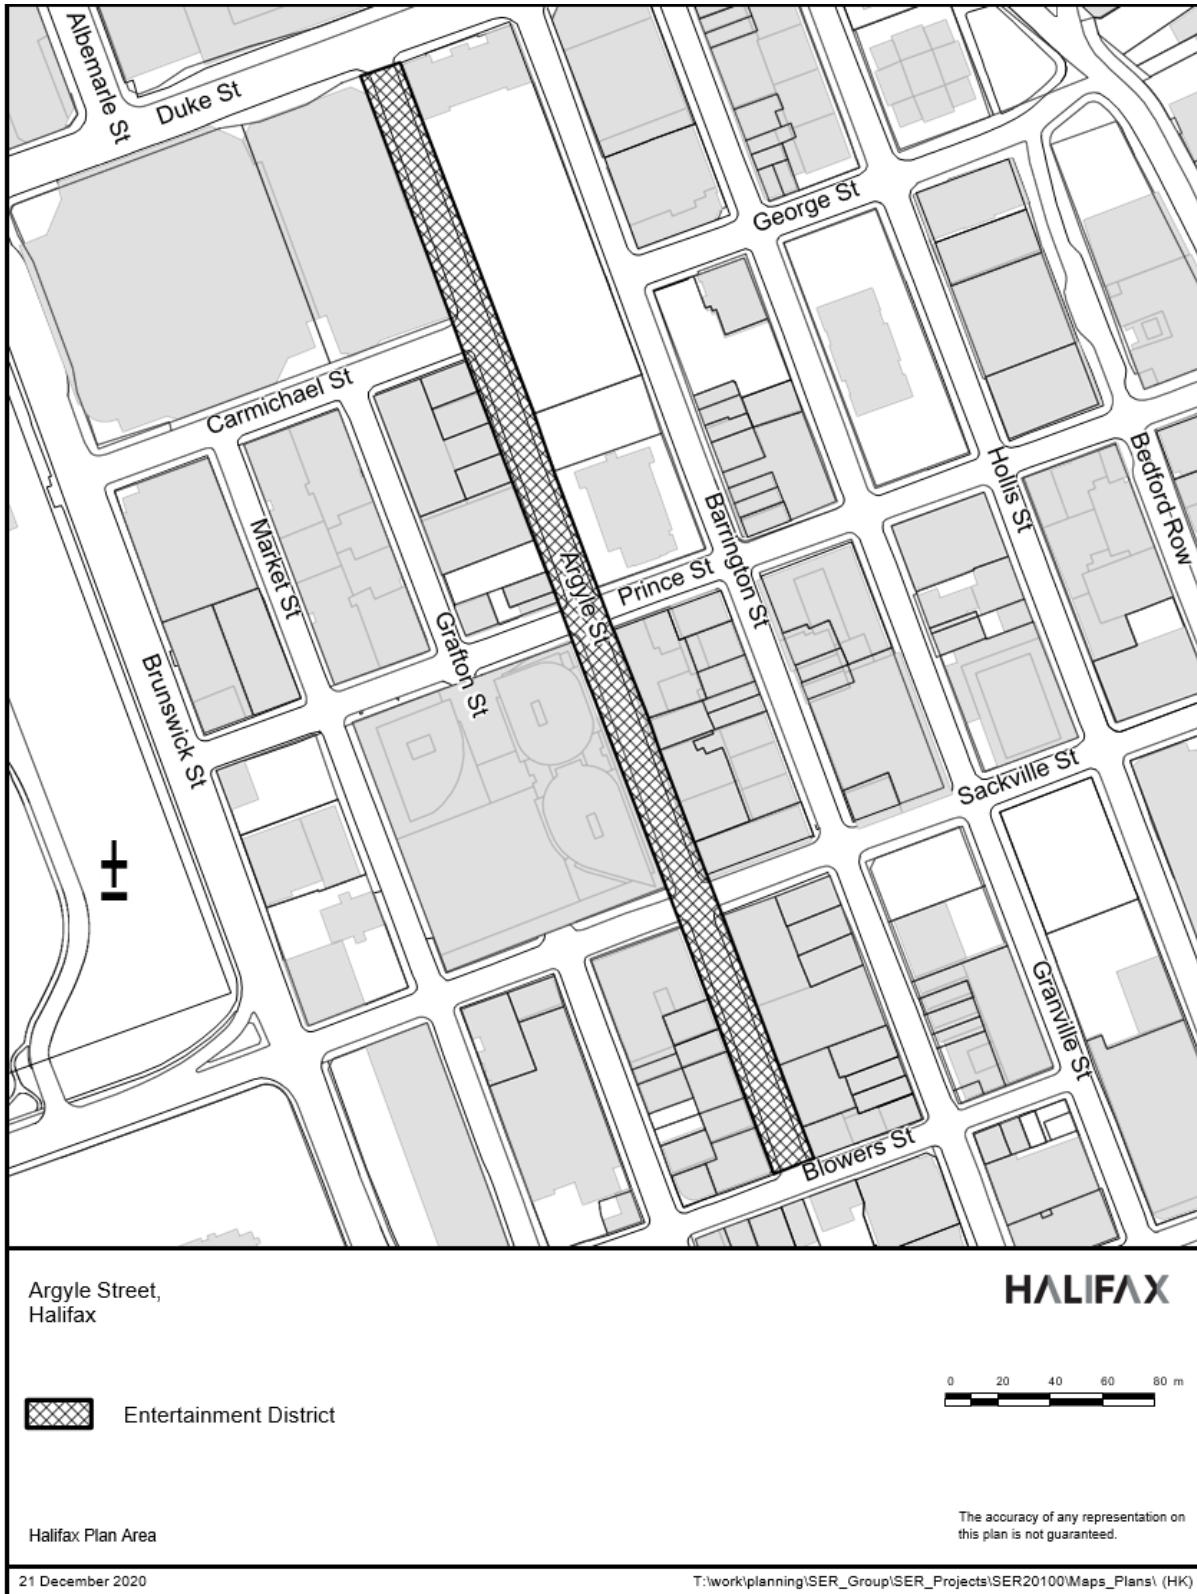 Albemarle St
Duke St
George St
Carmichael St
Hollis St
Bedford Row
Barrington St
Market St
Argyle St
Prince St
Grafton St
Brunswick St
Sackville St
Granville St
Blowers St
Argyle Street,
Halifax
HALIFAX
0 20 40 60 80 m
Entertainment District
The accuracy of any representation on
this plan is not guaranteed.
Halifax Plan Area
21 December 2020
T:\work\planning\SER_Group\SER_Projects\SER20100\Maps_Plans\ (HK)